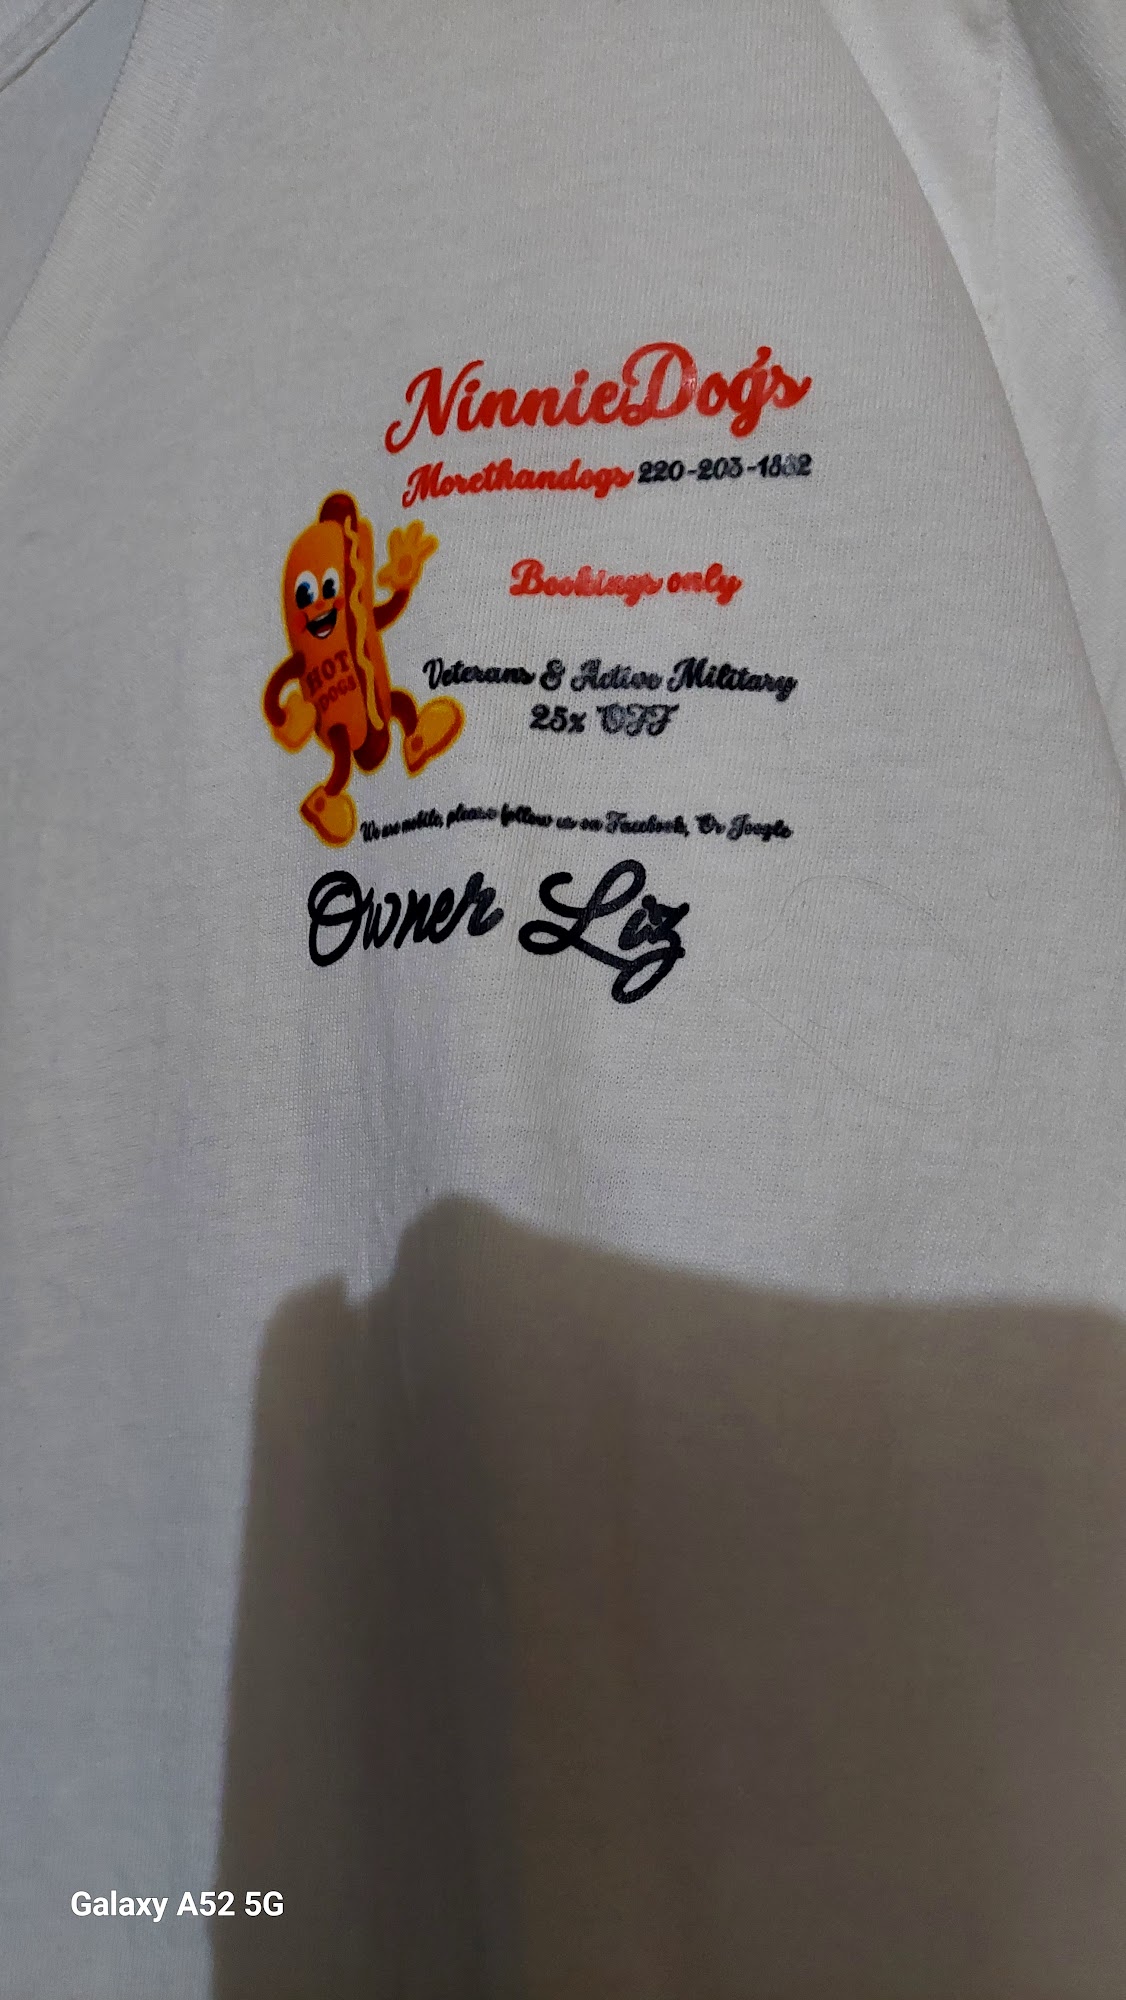 NinnieDog's
Morethandogs 220-203-1832
Bookings only
HOT
DOGS
Veterans & Active Military
25% OFF
We are mobile, please follow us on Facebook, Or Google
Owner Liz
Galaxy A52 5G